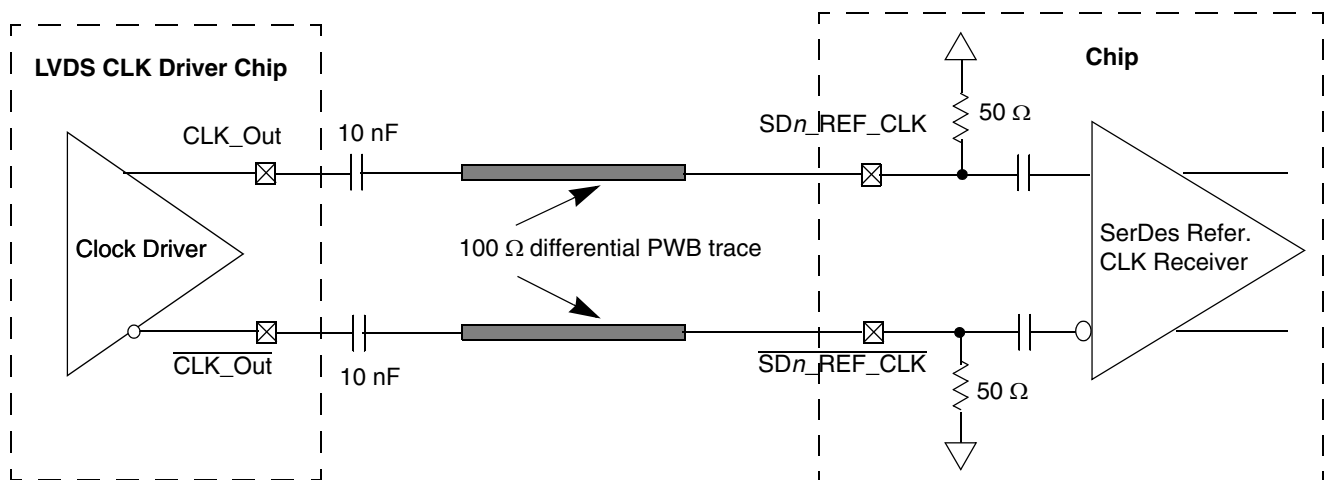 LVDS CLK Driver Chip
CLK_Out
10 nF
SDn_REF_CLK
50 Ω
Chip
Clock Driver
100 Ω differential PWB trace
SerDes Refer.
CLK Receiver
CLK_Out
10 nF
SDn_REF_CLK
50 Ω